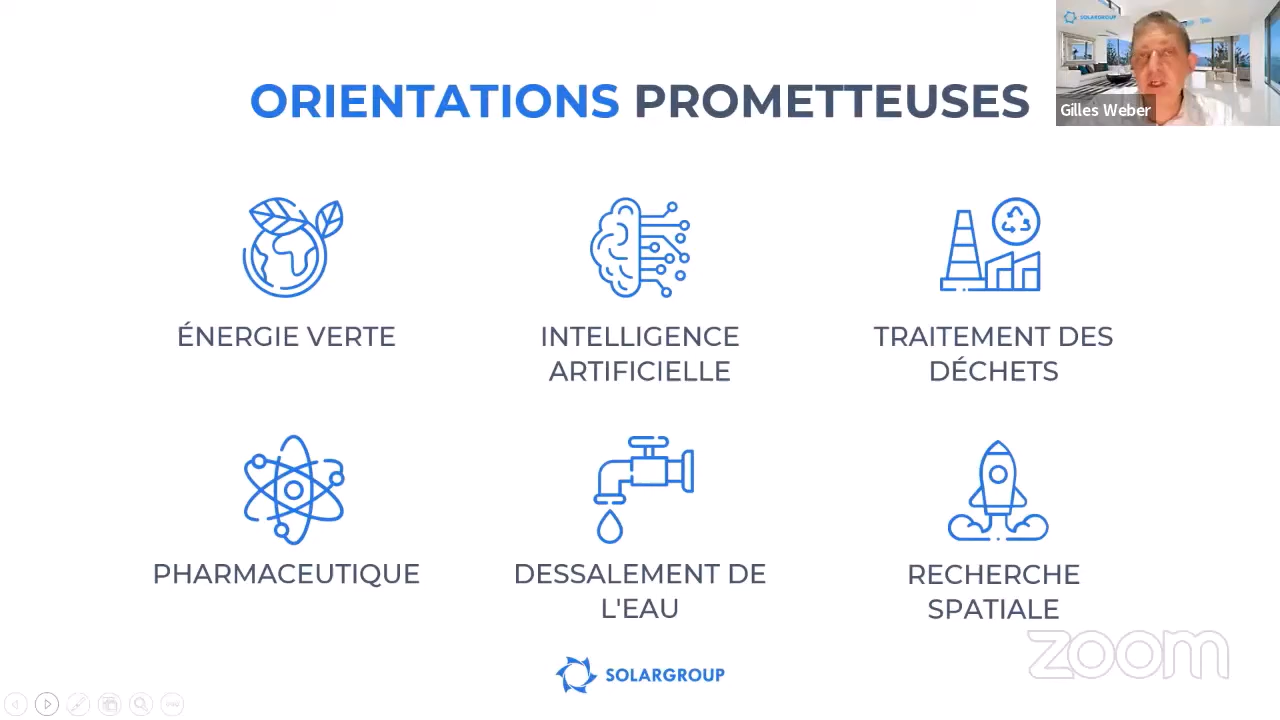 SOLARGROUP
Gilles Weber
ORIENTATIONS PROMETTEUSES
ÉNERGIE VERTE
INTELLIGENCE
ARTIFICIELLE
TRAITEMENT DES
DÉCHETS
PHARMACEUTIQUE
DESSALEMENT DE
L'EAU
RECHERCHE
SPATIALE
zoom
SOLARGROUP